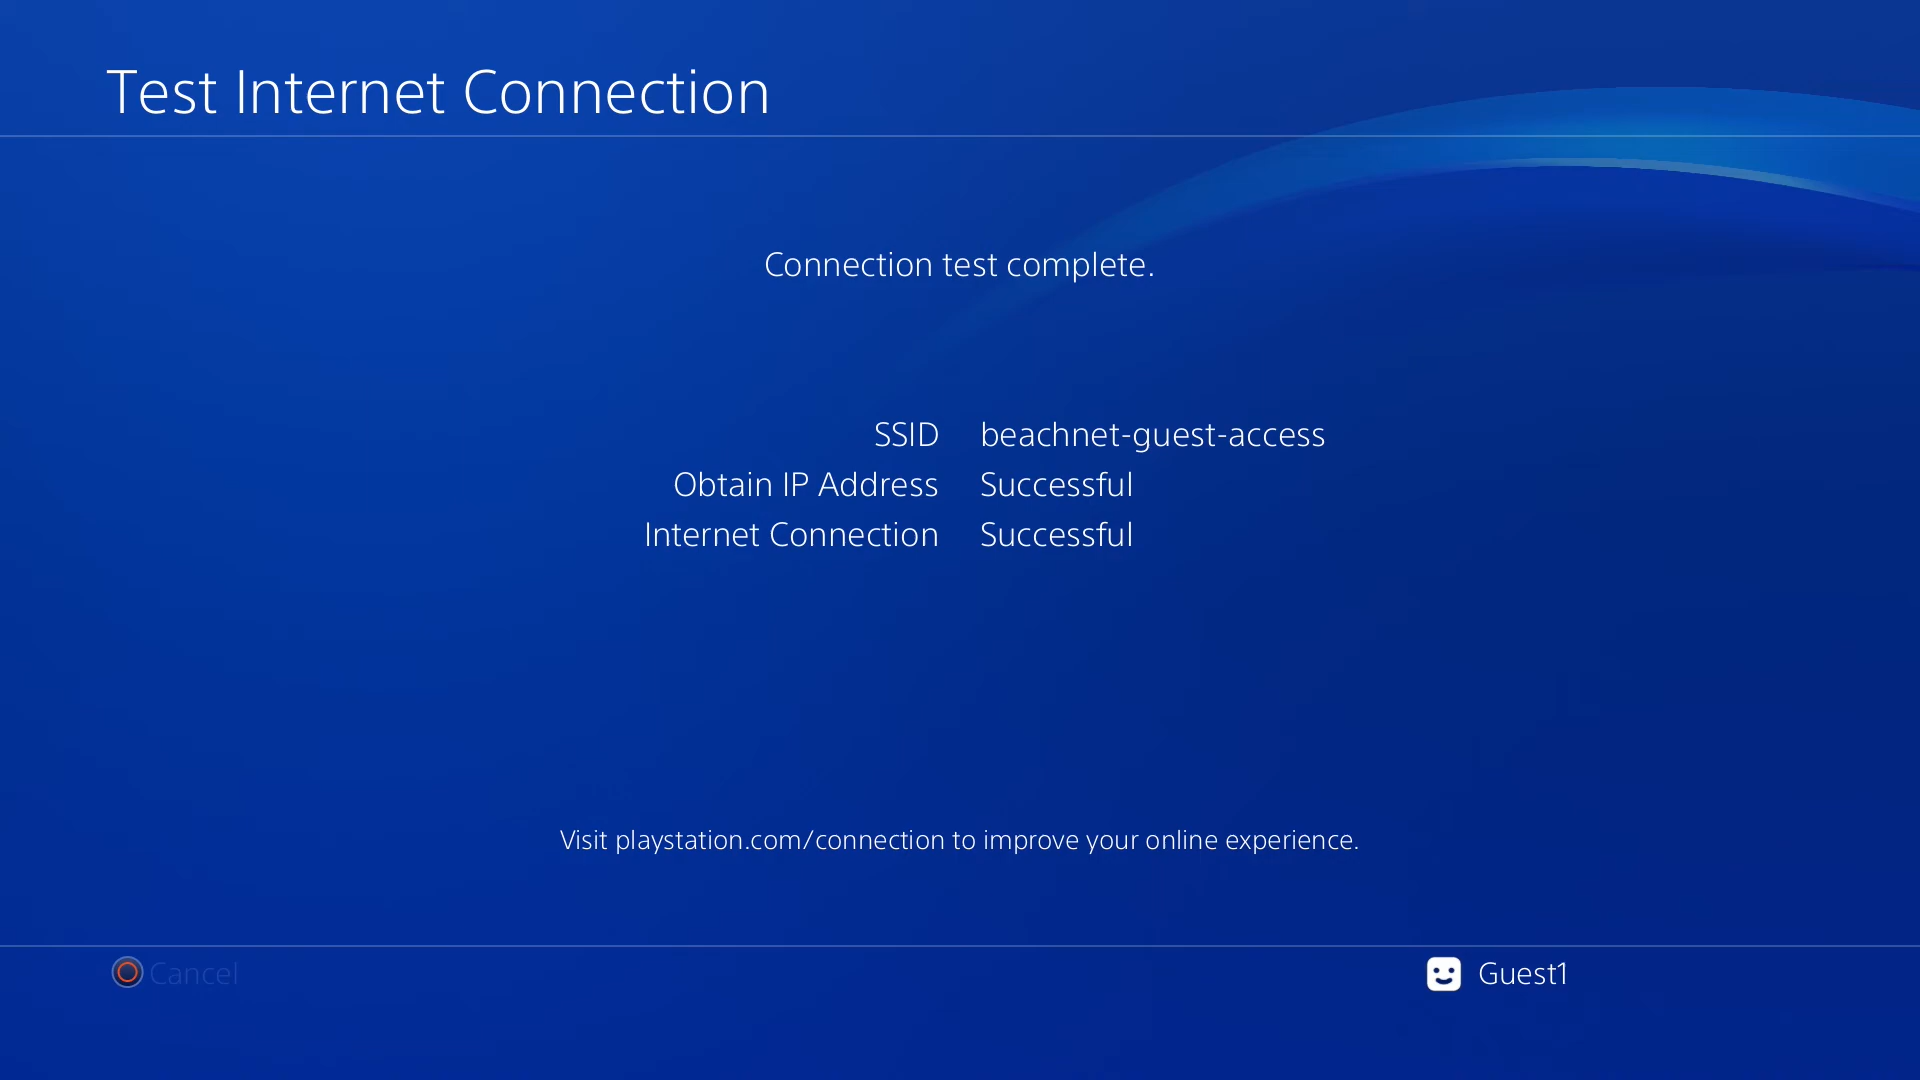 Test Internet Connection
Connection test complete.
SSID beachnet-guest-access
Obtain IP Address Successful
Internet Connection Successful
Visit playstation.com/connection to improve your online experience.
Cancel Guest1